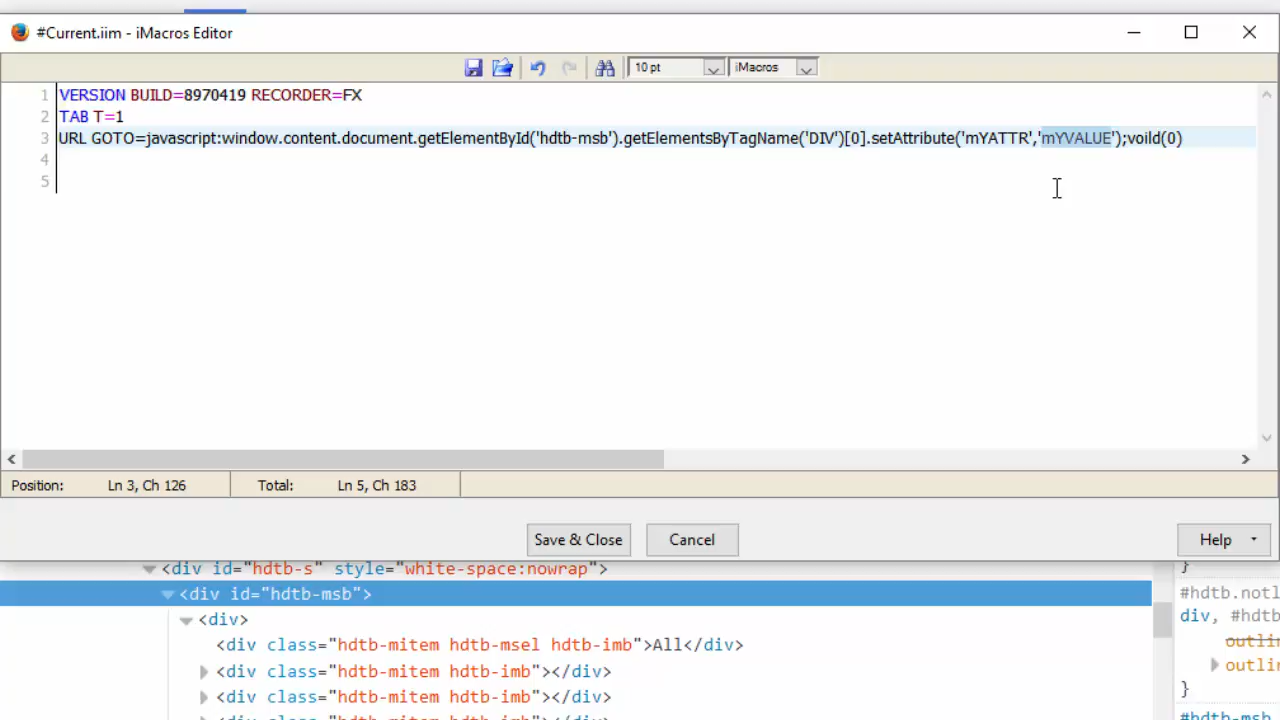 #Current.iim - iMacros Editor
10 pt
iMacros
1 VERSION BUILD=8970419 RECORDER=FX
2 TAB T=1
3 URL GOTO=javascript:window.content.document.getElementById('hdtb-msb').getElementsByTagName('DIV')[0].setAttribute('mYATTR','mYVALUE');voild(0)
4
5
Position: Ln 3, Ch 126 Total: Ln 5, Ch 183
Save & Close
Cancel
Help
<div id="hdtb-s" style="white-space:nowrap">
<div id="hdtb-msb">
<div>
<div class="hdtb-mitem hdtb-msel hdtb-imb">All</div>
<div class="hdtb-mitem hdtb-imb"></div>
<div class="hdtb-mitem hdtb-imb"></div>
}
#hdtb.notl
div, #hdtb
outli
outlin
}
#hdtb-msb